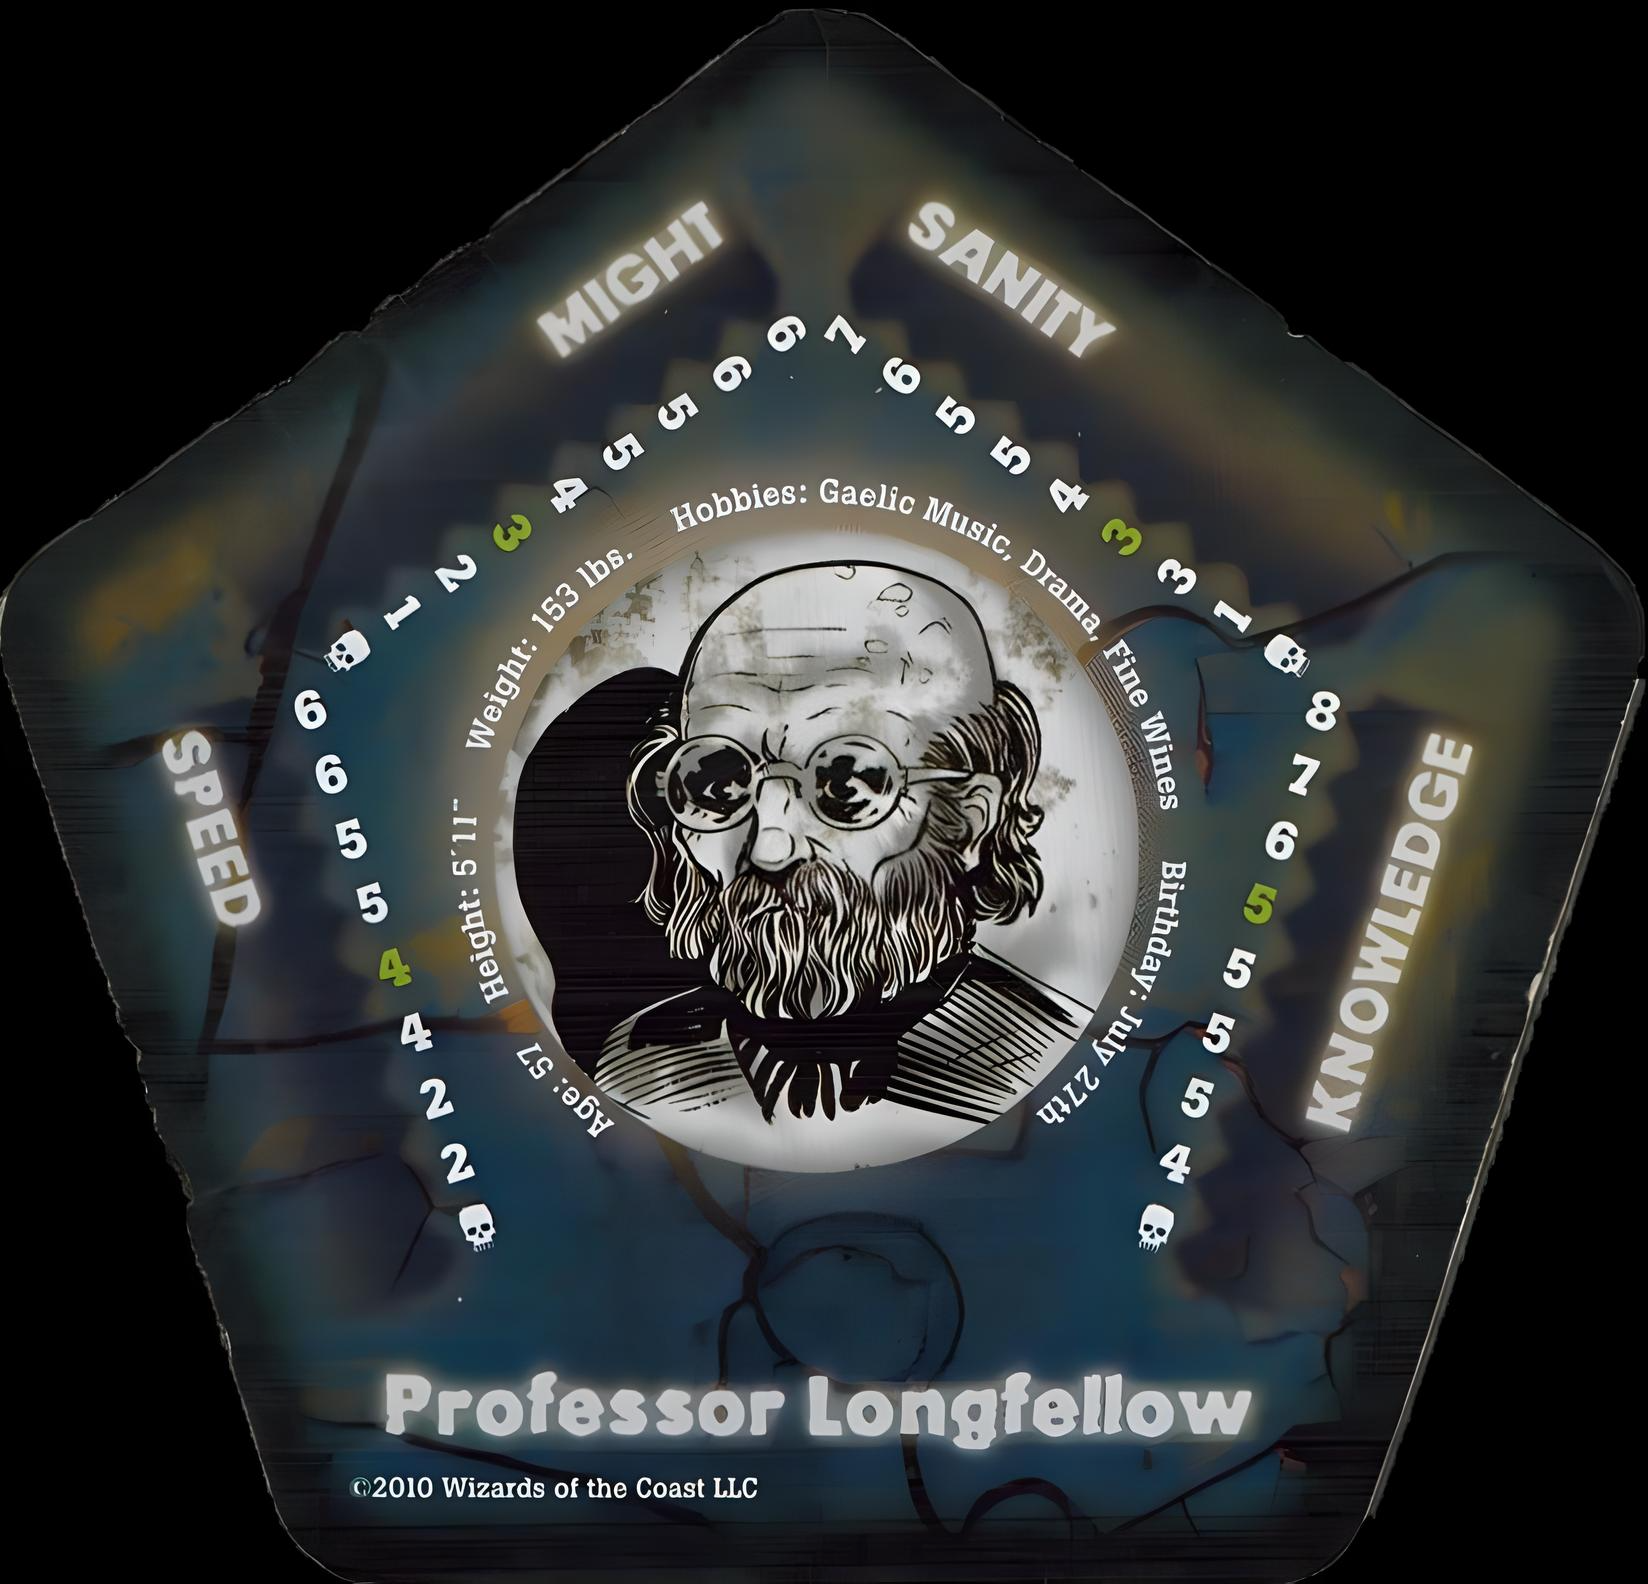 MIGHT
SANITY
SPEED
KNOWLEDGE
1 2 3 4 5 5 6 6
7 6 5 5 4 3 3 1
6 6 5 5 4 4 2 2
8 7 6 5 5 5 5 4
Age: 57 Height: 5'11" Weight: 153 lbs. Hobbies: Gaelic Music, Drama, Fine Wines Birthday: July 27th
Professor Longfellow
©2010 Wizards of the Coast LLC